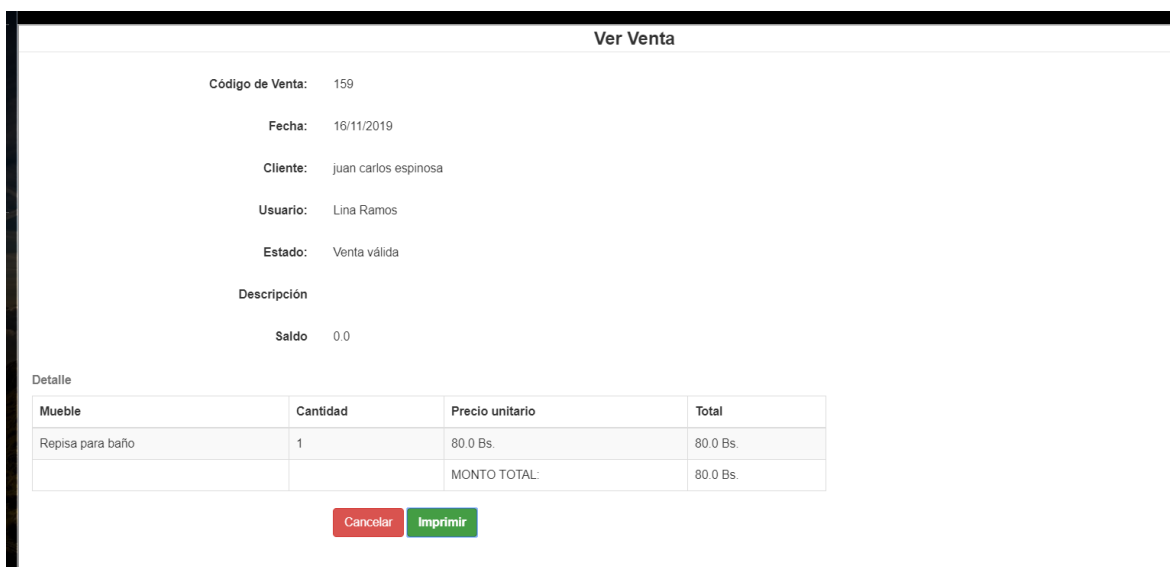 Ver Venta
Código de Venta: 159
Fecha: 16/11/2019
Cliente: juan carlos espinosa
Usuario: Lina Ramos
Estado: Venta válida
Descripción
Saldo 0.0
Detalle
Mueble Cantidad Precio unitario Total
Repisa para baño 1 80.0 Bs. 80.0 Bs.
MONTO TOTAL: 80.0 Bs.
Cancelar Imprimir